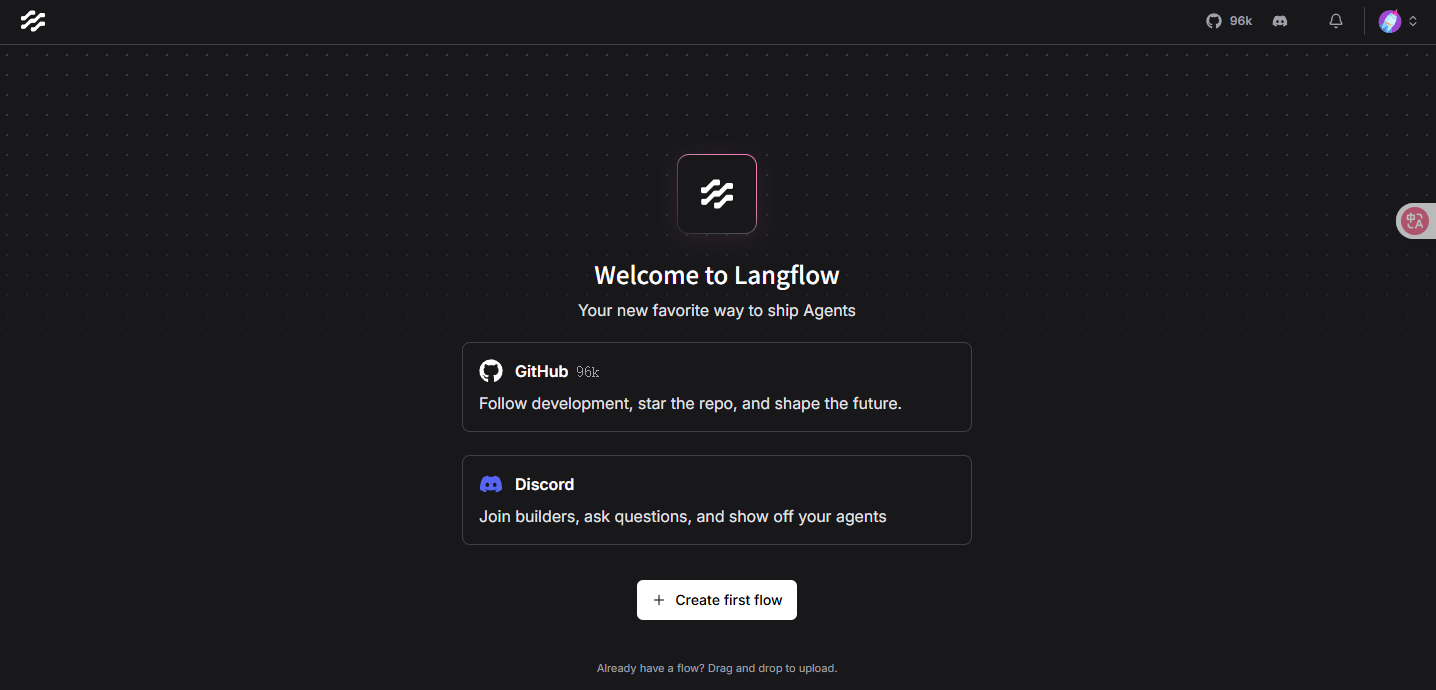 96k
Welcome to Langflow
Your new favorite way to ship Agents
GitHub 96k
Follow development, star the repo, and shape the future.
Discord
Join builders, ask questions, and show off your agents
Create first flow
Already have a flow? Drag and drop to upload.
中A